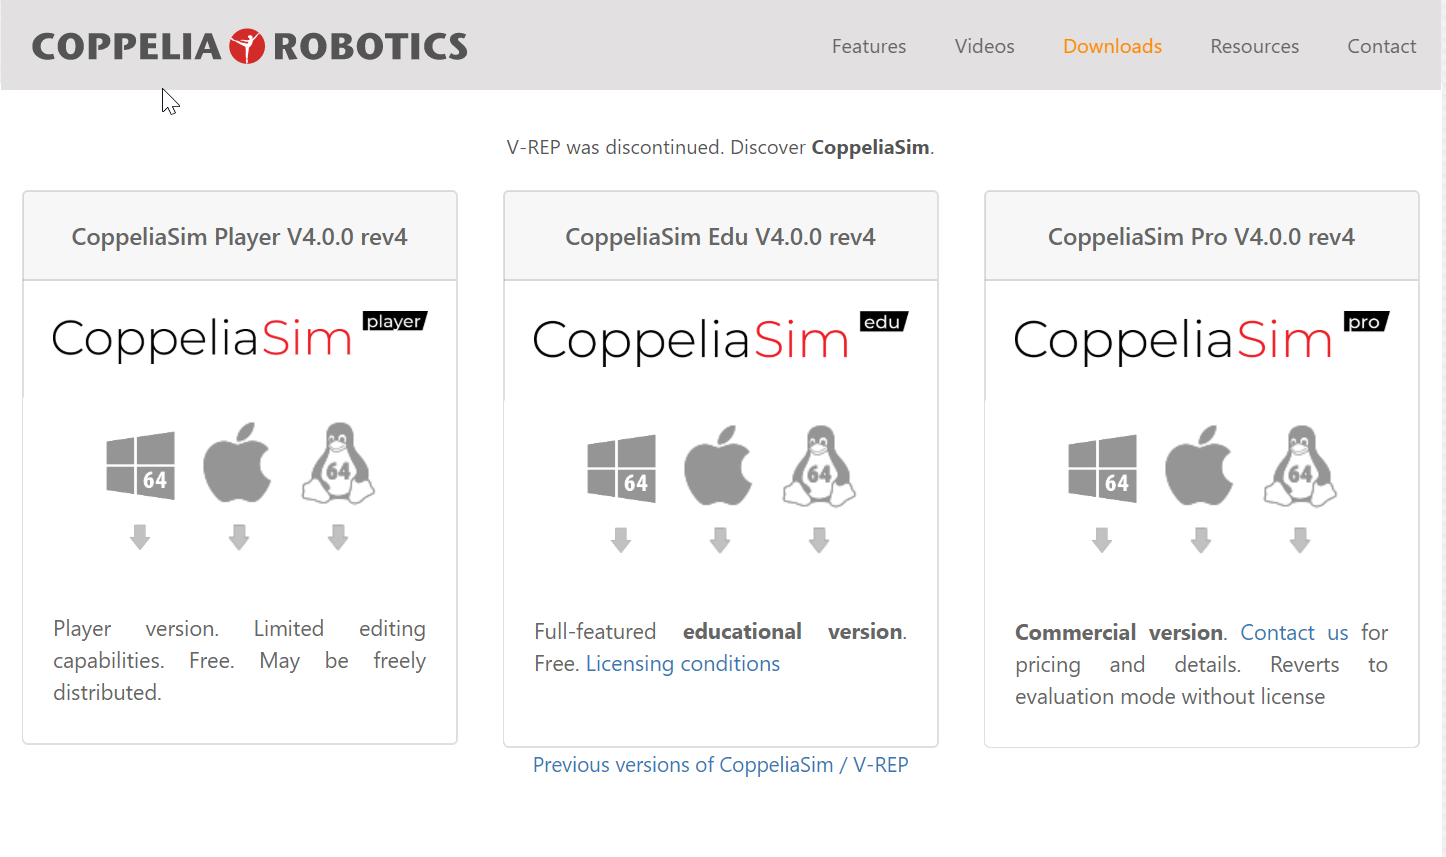 COPPELIA ROBOTICS
Features Videos Downloads Resources Contact
V-REP was discontinued. Discover CoppeliaSim.
CoppeliaSim Player V4.0.0 rev4
CoppeliaSim player
64
64
Player version. Limited editing
capabilities. Free. May be freely
distributed.
CoppeliaSim Edu V4.0.0 rev4
CoppeliaSim edu
64
64
Full-featured educational version.
Free. Licensing conditions
CoppeliaSim Pro V4.0.0 rev4
CoppeliaSim pro
64
64
Commercial version. Contact us for
pricing and details. Reverts to
evaluation mode without license
Previous versions of CoppeliaSim / V-REP